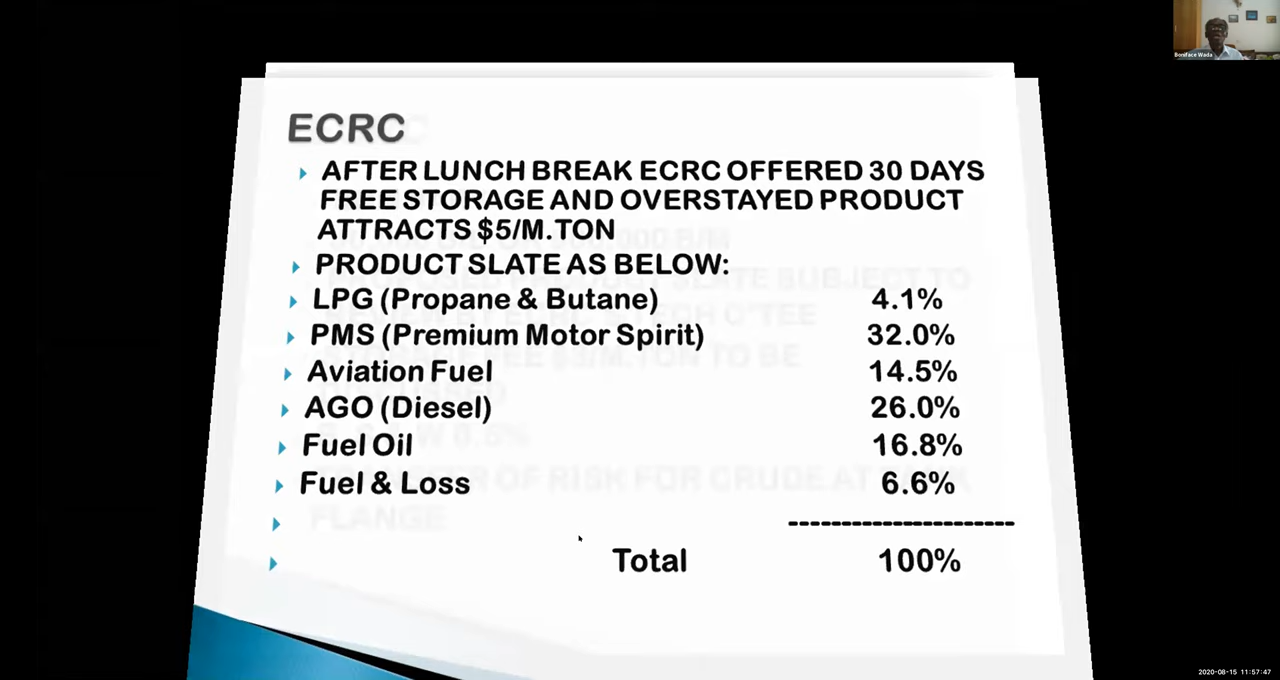 Boniface Wada
ECRC
AFTER LUNCH BREAK ECRC OFFERED 30 DAYS
FREE STORAGE AND OVERSTAYED PRODUCT
ATTRACTS $5/M.TON
PRODUCT SLATE AS BELOW:
LPG (Propane & Butane) 4.1%
PMS (Premium Motor Spirit) 32.0%
Aviation Fuel 14.5%
AGO (Diesel) 26.0%
Fuel Oil 16.8%
Fuel & Loss 6.6%
----------------------
Total 100%
2020-08-15 11:57:47